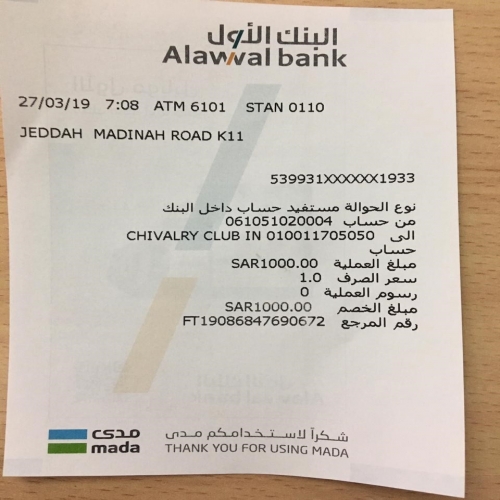 البنك الأول
Alawwal bank
27/03/19 7:08 ATM 6101 STAN 0110
JEDDAH MADINAH ROAD K11
539931XXXXXX1933
نوع الحوالة مستفيد حساب داخل البنك
من حساب 061051020004
الى CHIVALRY CLUB IN 010011705050
حساب
مبلغ العملية SAR1000.00
سعر الصرف 1.0
رسوم العملية 0
مبلغ الخصم SAR1000.00
رقم المرجع FT19086847690672
شكراً لاستخدامكم مدى
THANK YOU FOR USING MADA
مدى
mada